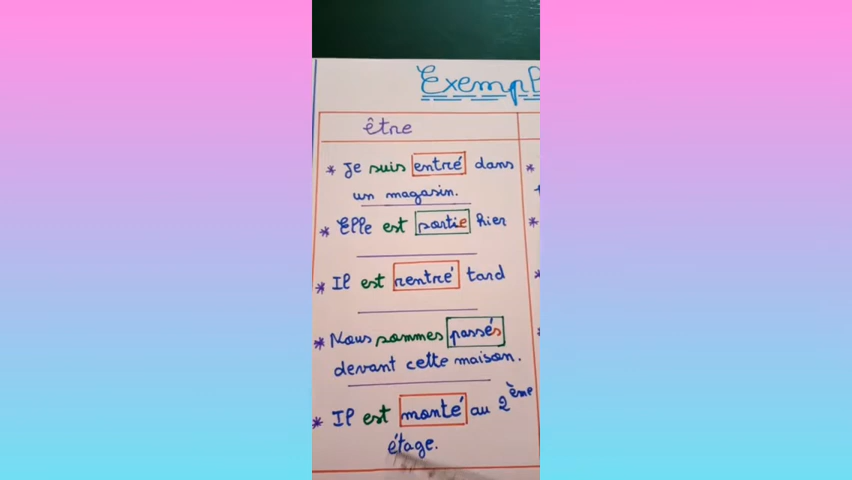 Exemp
être
* Je suis entré dans
un magasin.
* Elle est partie hier
* Il est rentré tard
* Nous sommes passés
devant cette maison.
* Il est monté au 2ème
étage.